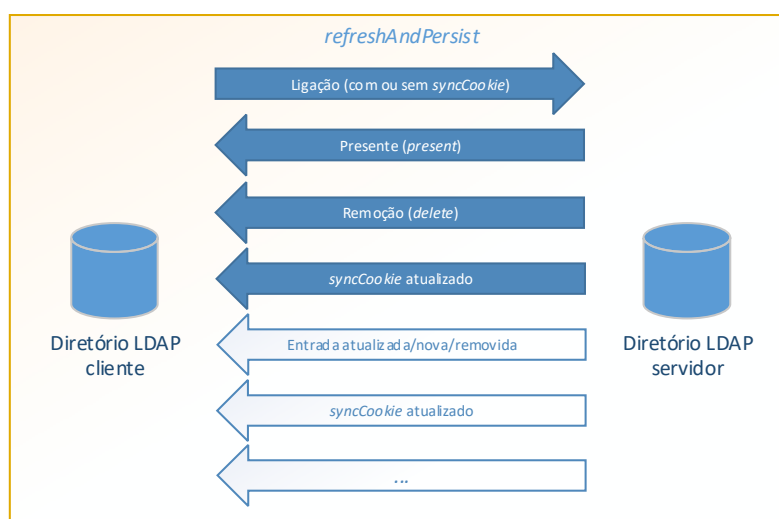 refreshAndPersist
Ligação (com ou sem syncCookie)
Presente (present)
Remoção (delete)
syncCookie atualizado
Diretório LDAP
cliente
Diretório LDAP
servidor
Entrada atualizada/nova/removida
syncCookie atualizado
...